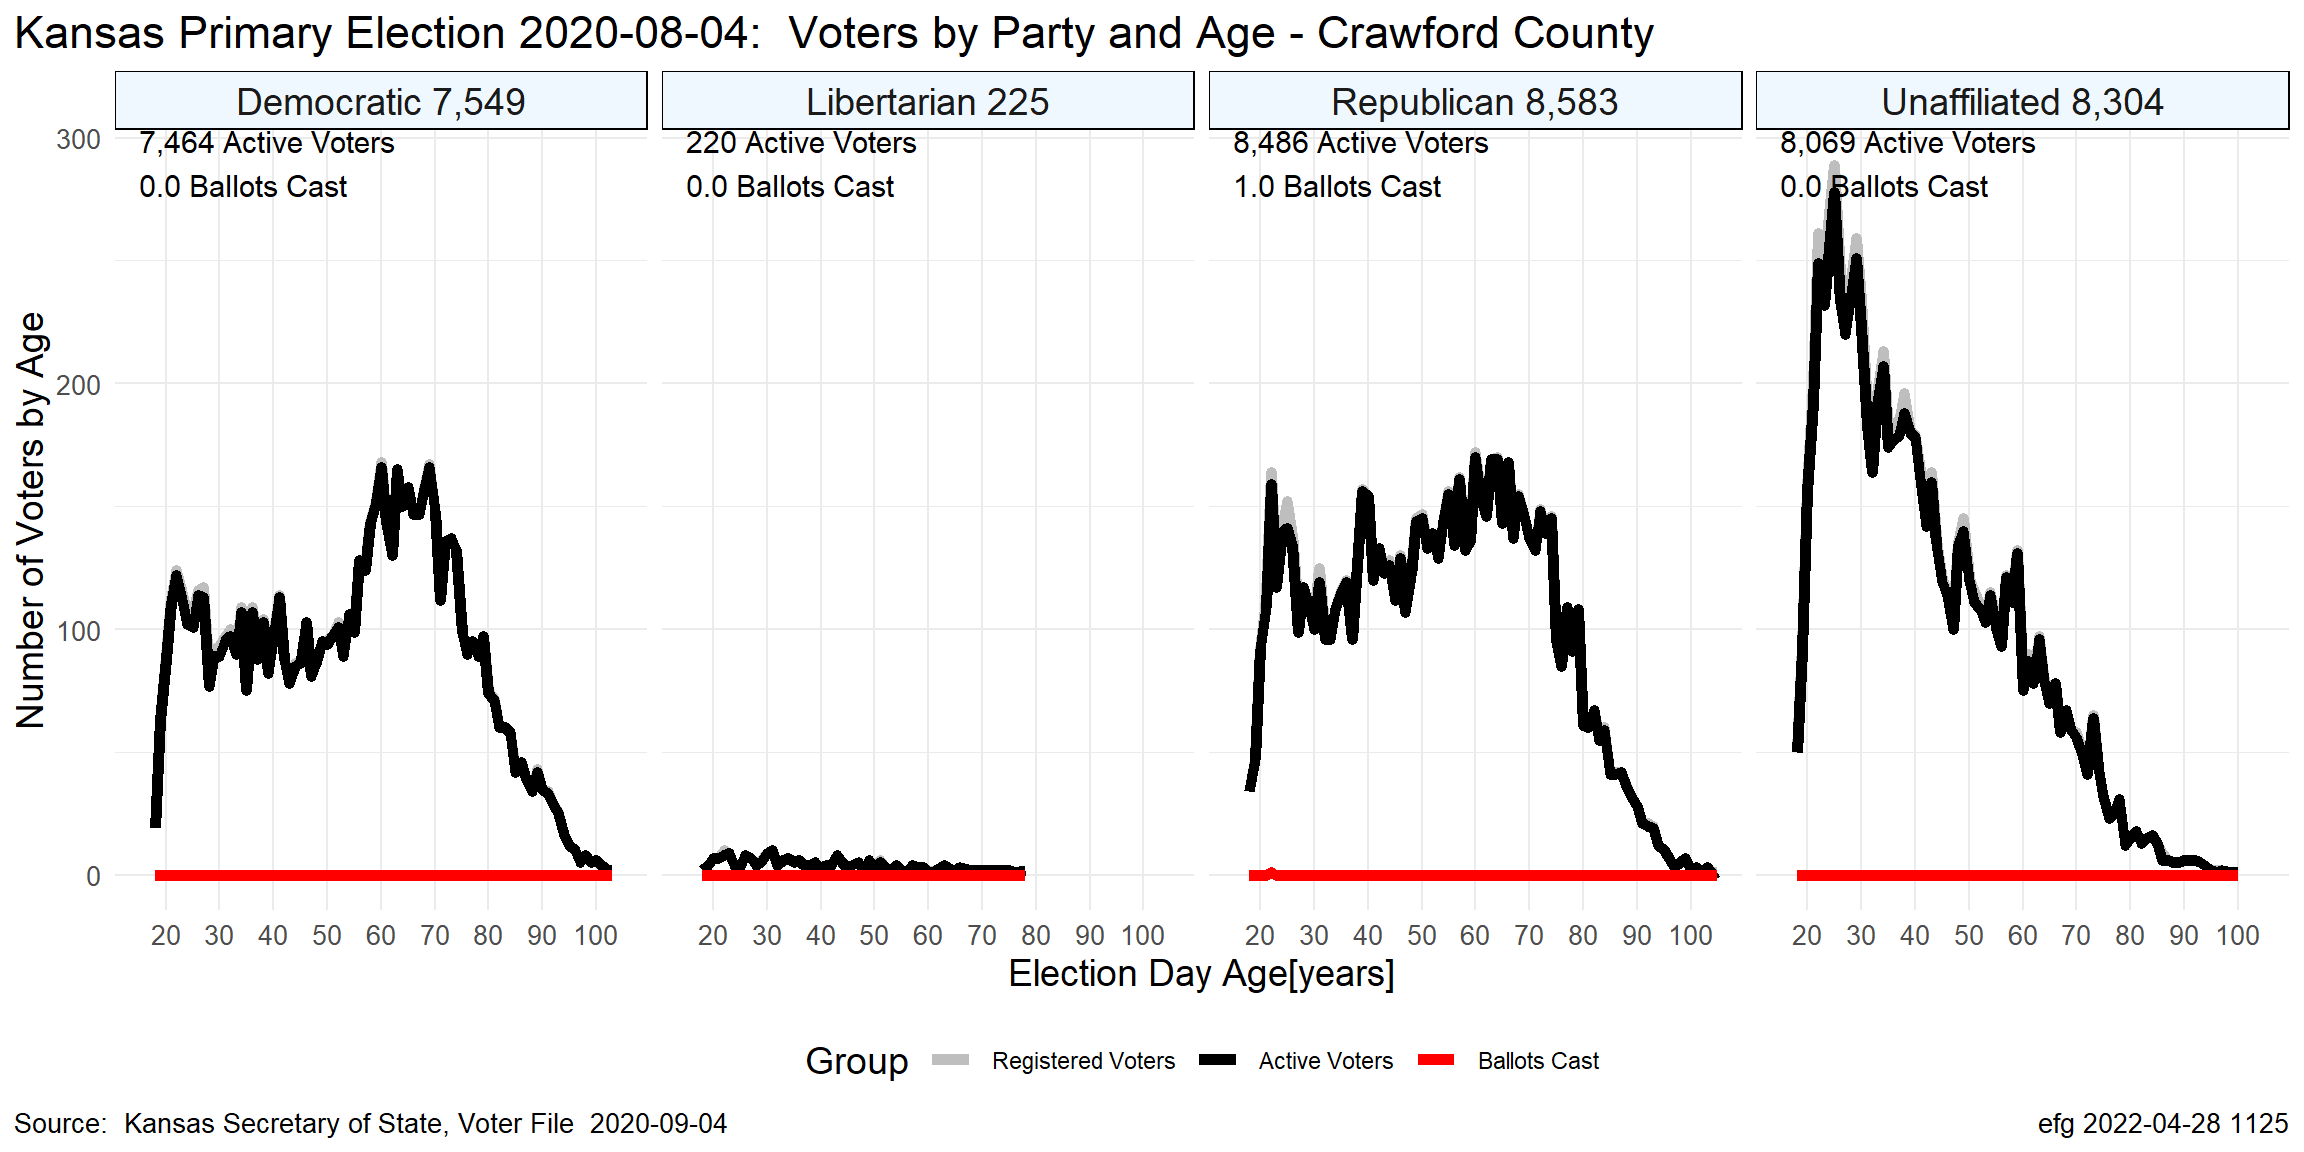 Kansas Primary Election 2020-08-04:  Voters by Party and Age - Crawford County
Democratic 7,549
Libertarian 225
Republican 8,583
Unaffiliated 8,304
7,464 Active Voters
0.0 Ballots Cast
220 Active Voters
0.0 Ballots Cast
8,486 Active Voters
1.0 Ballots Cast
8,069 Active Voters
0.0 Ballots Cast
Number of Voters by Age
300
200
100
0
20 30 40 50 60 70 80 90 100
20 30 40 50 60 70 80 90 100
20 30 40 50 60 70 80 90 100
20 30 40 50 60 70 80 90 100
Election Day Age[years]
Group Registered Voters Active Voters Ballots Cast
Source:  Kansas Secretary of State, Voter File  2020-09-04
efg 2022-04-28 1125